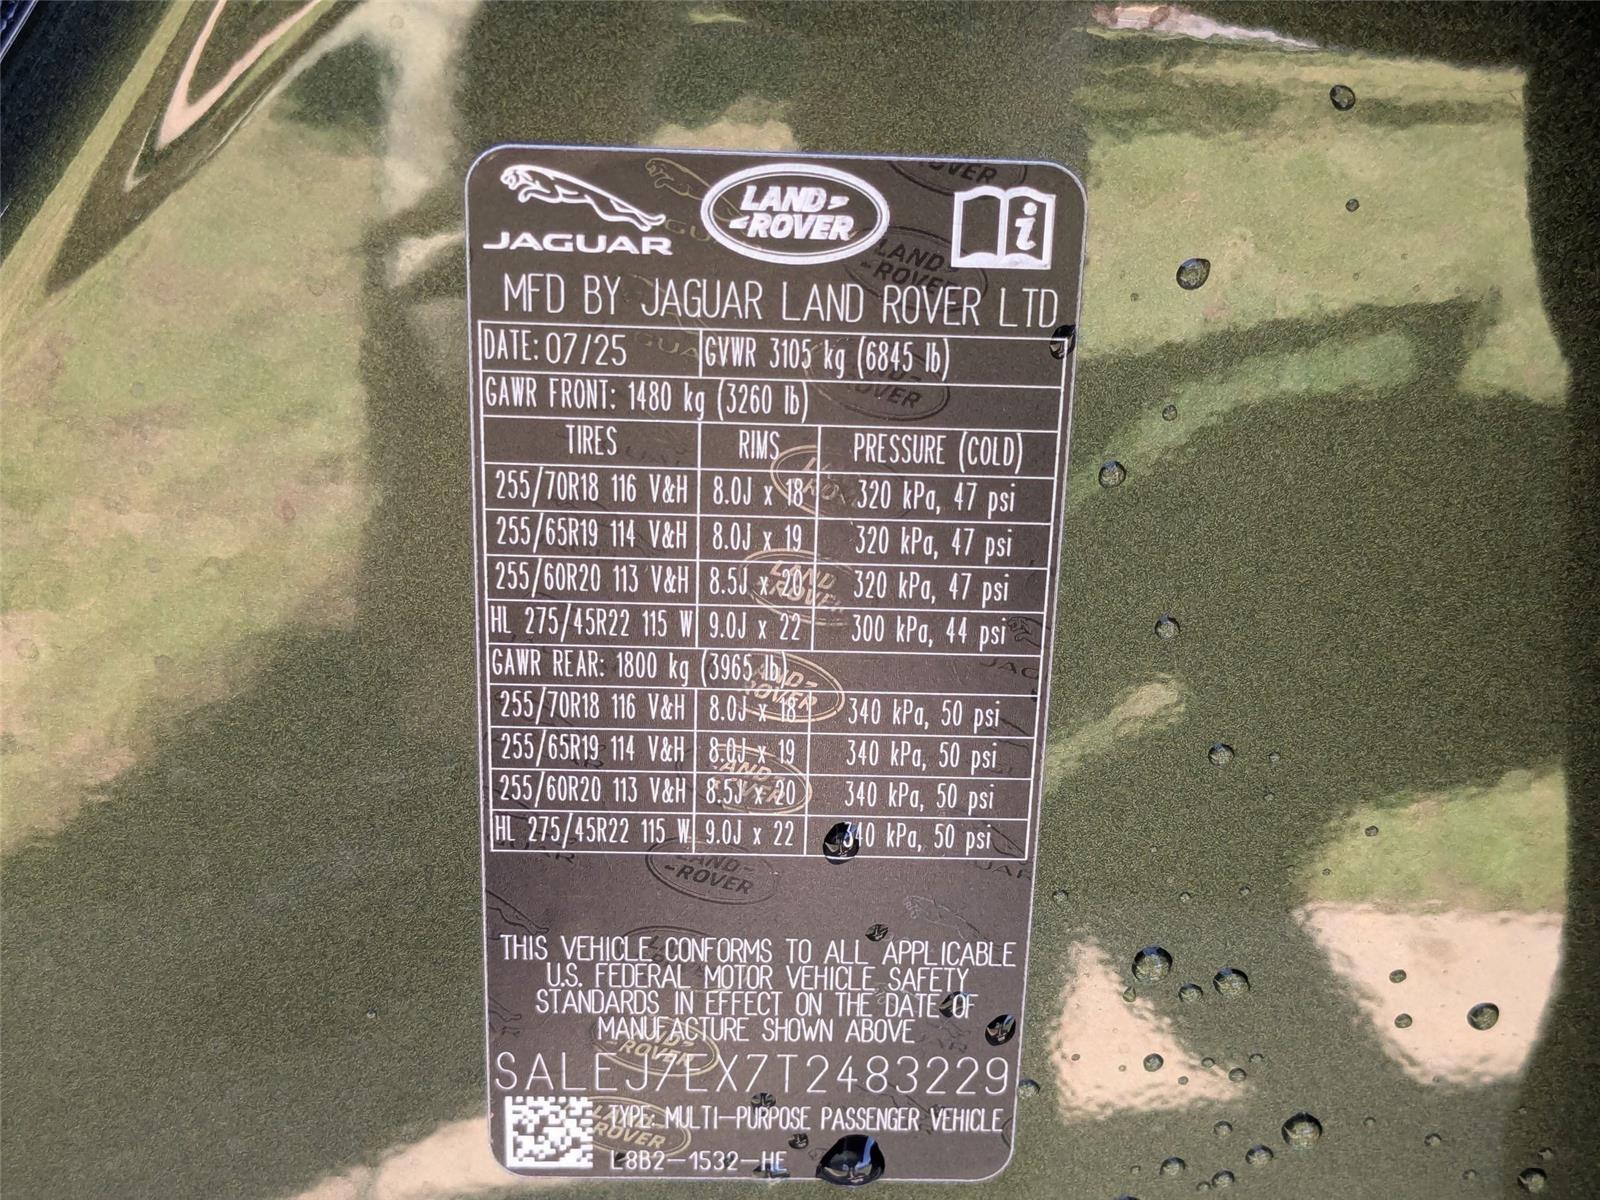 JAGUAR
LAND ROVER
i
MFD BY JAGUAR LAND ROVER LTD
DATE: 07/25 GVWR 3105 kg (6845 lb)
GAWR FRONT: 1480 kg (3260 lb)
TIRES RIMS PRESSURE (COLD)
255/70R18 116 V&H 8.0J x 18 320 kPa, 47 psi
255/65R19 114 V&H 8.0J x 19 320 kPa, 47 psi
255/60R20 113 V&H 8.5J x 20 320 kPa, 47 psi
HL 275/45R22 115 W 9.0J x 22 300 kPa, 44 psi
GAWR REAR: 1800 kg (3965 lb)
255/70R18 116 V&H 8.0J x 18 340 kPa, 50 psi
255/65R19 114 V&H 8.0J x 19 340 kPa, 50 psi
255/60R20 113 V&H 8.5J x 20 340 kPa, 50 psi
HL 275/45R22 115 W 9.0J x 22 340 kPa, 50 psi
THIS VEHICLE CONFORMS TO ALL APPLICABLE
U.S. FEDERAL MOTOR VEHICLE SAFETY
STANDARDS IN EFFECT ON THE DATE OF
MANUFACTURE SHOWN ABOVE
SALEJ7EX7T2483229
TYPE: MULTI-PURPOSE PASSENGER VEHICLE
L8B2-1532-HE